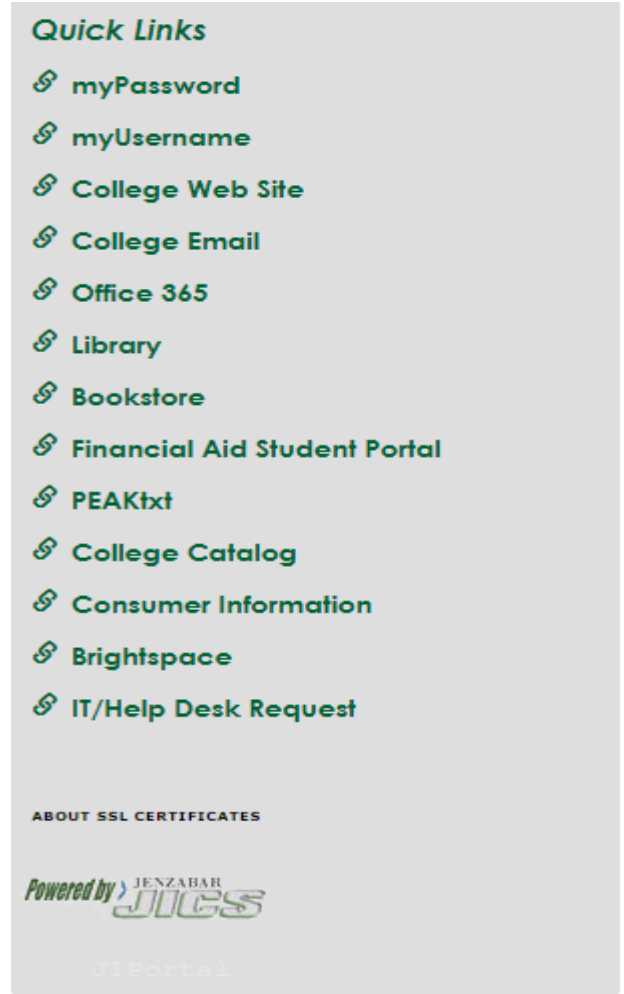 Quick Links
myPassword
myUsername
College Web Site
College Email
Office 365
Library
Bookstore
Financial Aid Student Portal
PEAKtxt
College Catalog
Consumer Information
Brightspace
IT/Help Desk Request
ABOUT SSL CERTIFICATES
Powered by JENZABAR
JICS
J1Portal